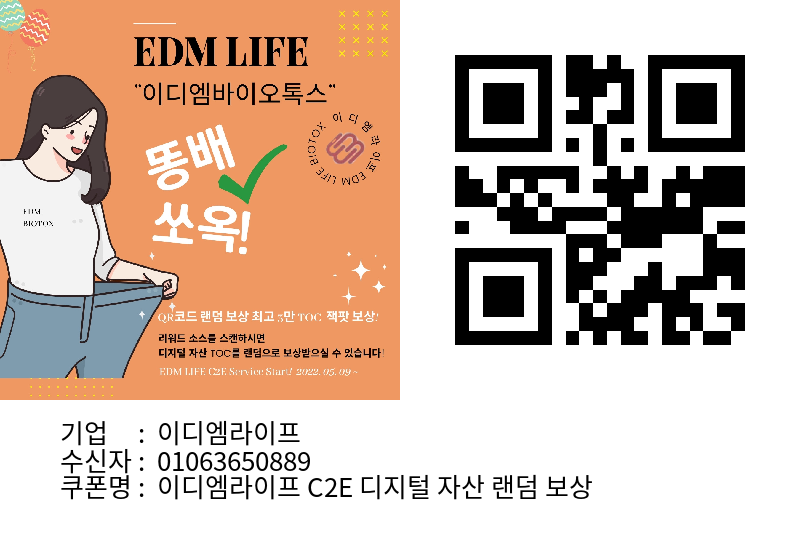 EDM LIFE
"이디엠바이오톡스"
이디엠라이프 EDM LIFE BIOTOX
똥배
쏘옥!
EDM
BIOTOX
QR코드 랜덤 보상 최고 5만 TOC 잭팟 보상!
리워드 소스를 스캔하시면
디지털 자산 TOC를 랜덤으로 보상받으실 수 있습니다!
EDM LIFE C2E Service Start! 2022. 05. 09 ~
기업 : 이디엠라이프
수신자 : 01063650889
쿠폰명 : 이디엠라이프 C2E 디지털 자산 랜덤 보상